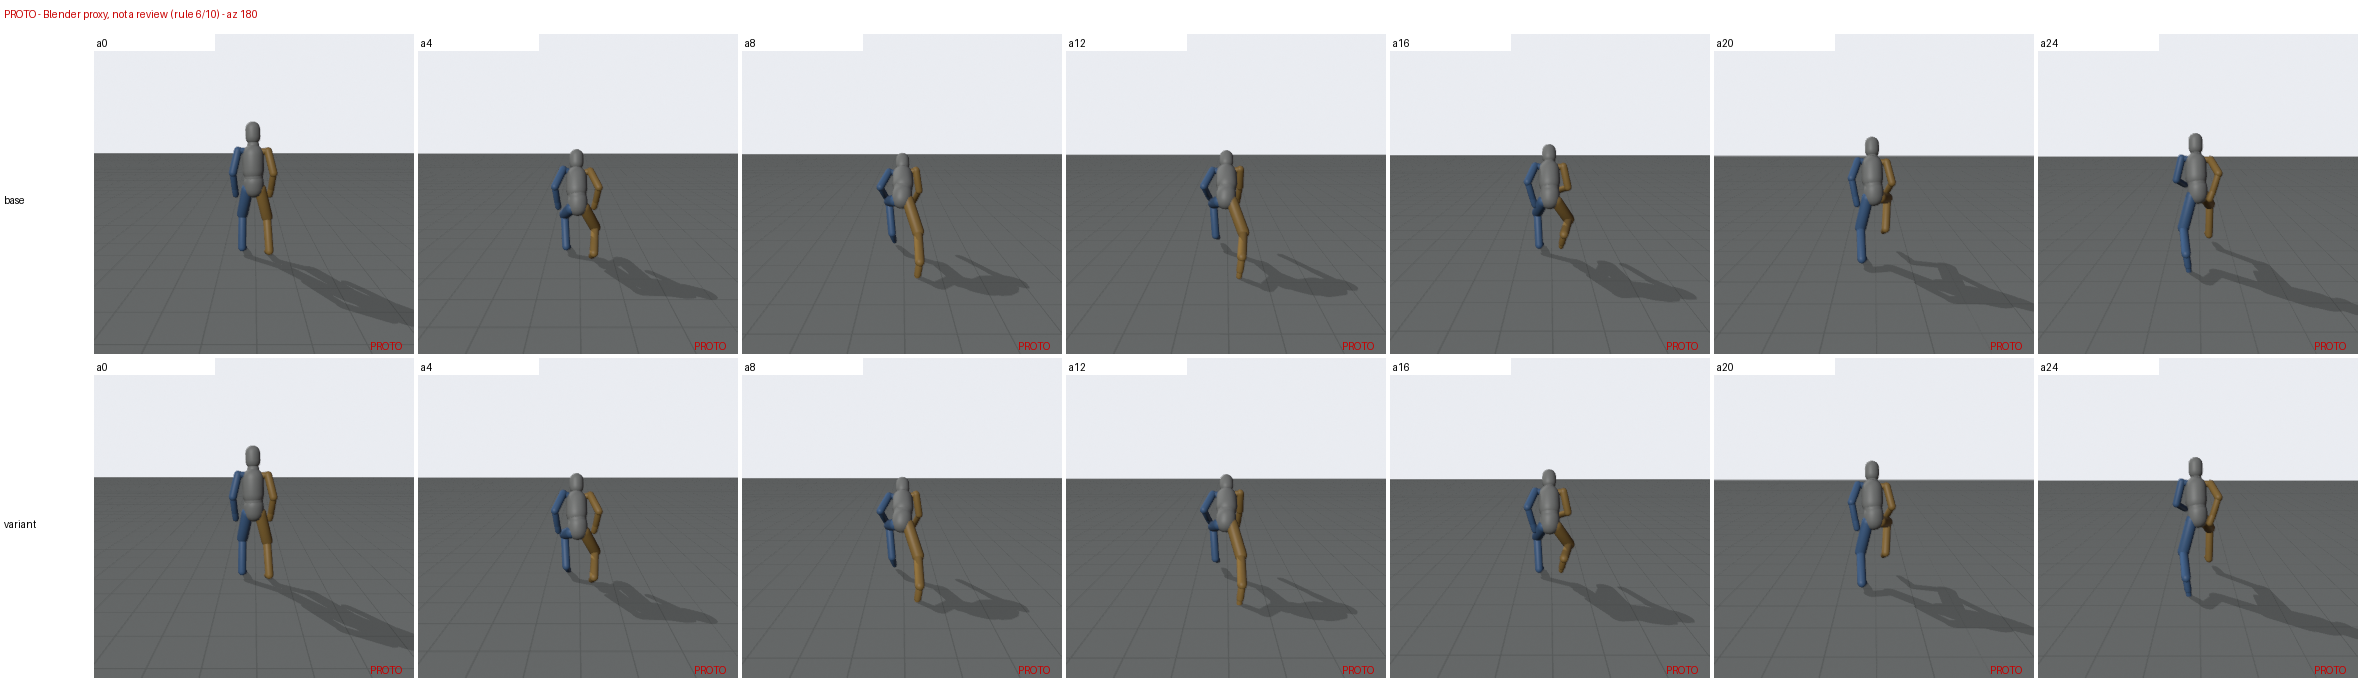 PROTO - Blender proxy, not a review (rule 6/10) - az 180
a0 a4 a8 a12 a16 a20 a24
base
PROTO PROTO PROTO PROTO PROTO PROTO PROTO
a0 a4 a8 a12 a16 a20 a24
variant
PROTO PROTO PROTO PROTO PROTO PROTO PROTO